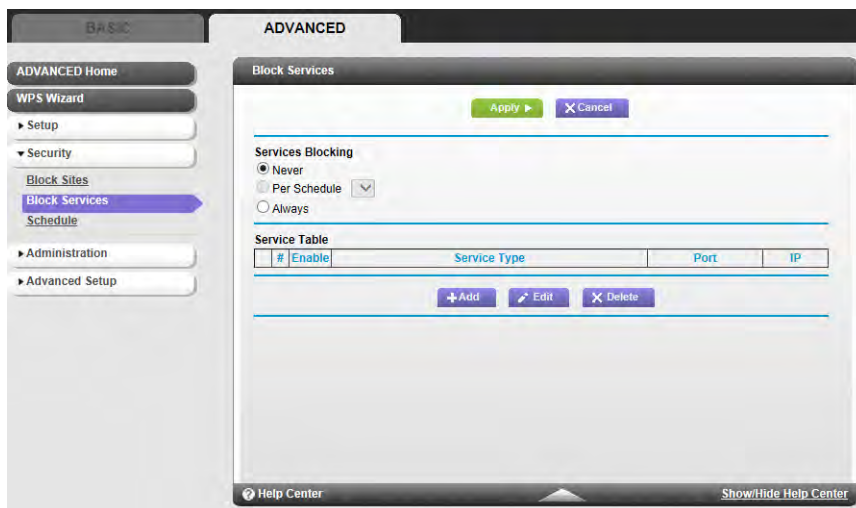 BASIC
ADVANCED
ADVANCED Home
WPS Wizard
Setup
Security
Block Sites
Block Services
Schedule
Administration
Advanced Setup
Block Services
Apply
Cancel
Services Blocking
Never
Per Schedule
Always
Service Table
# Enable Service Type Port IP
+Add Edit Delete
Help Center Show/Hide Help Center